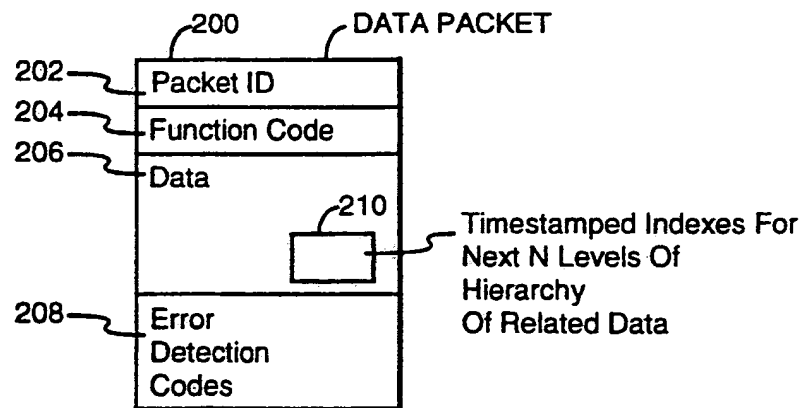 200
DATA PACKET
202
Packet ID
204
Function Code
206
Data
210
Timestamped Indexes For
Next N Levels Of
Hierarchy
Of Related Data
208
Error
Detection
Codes